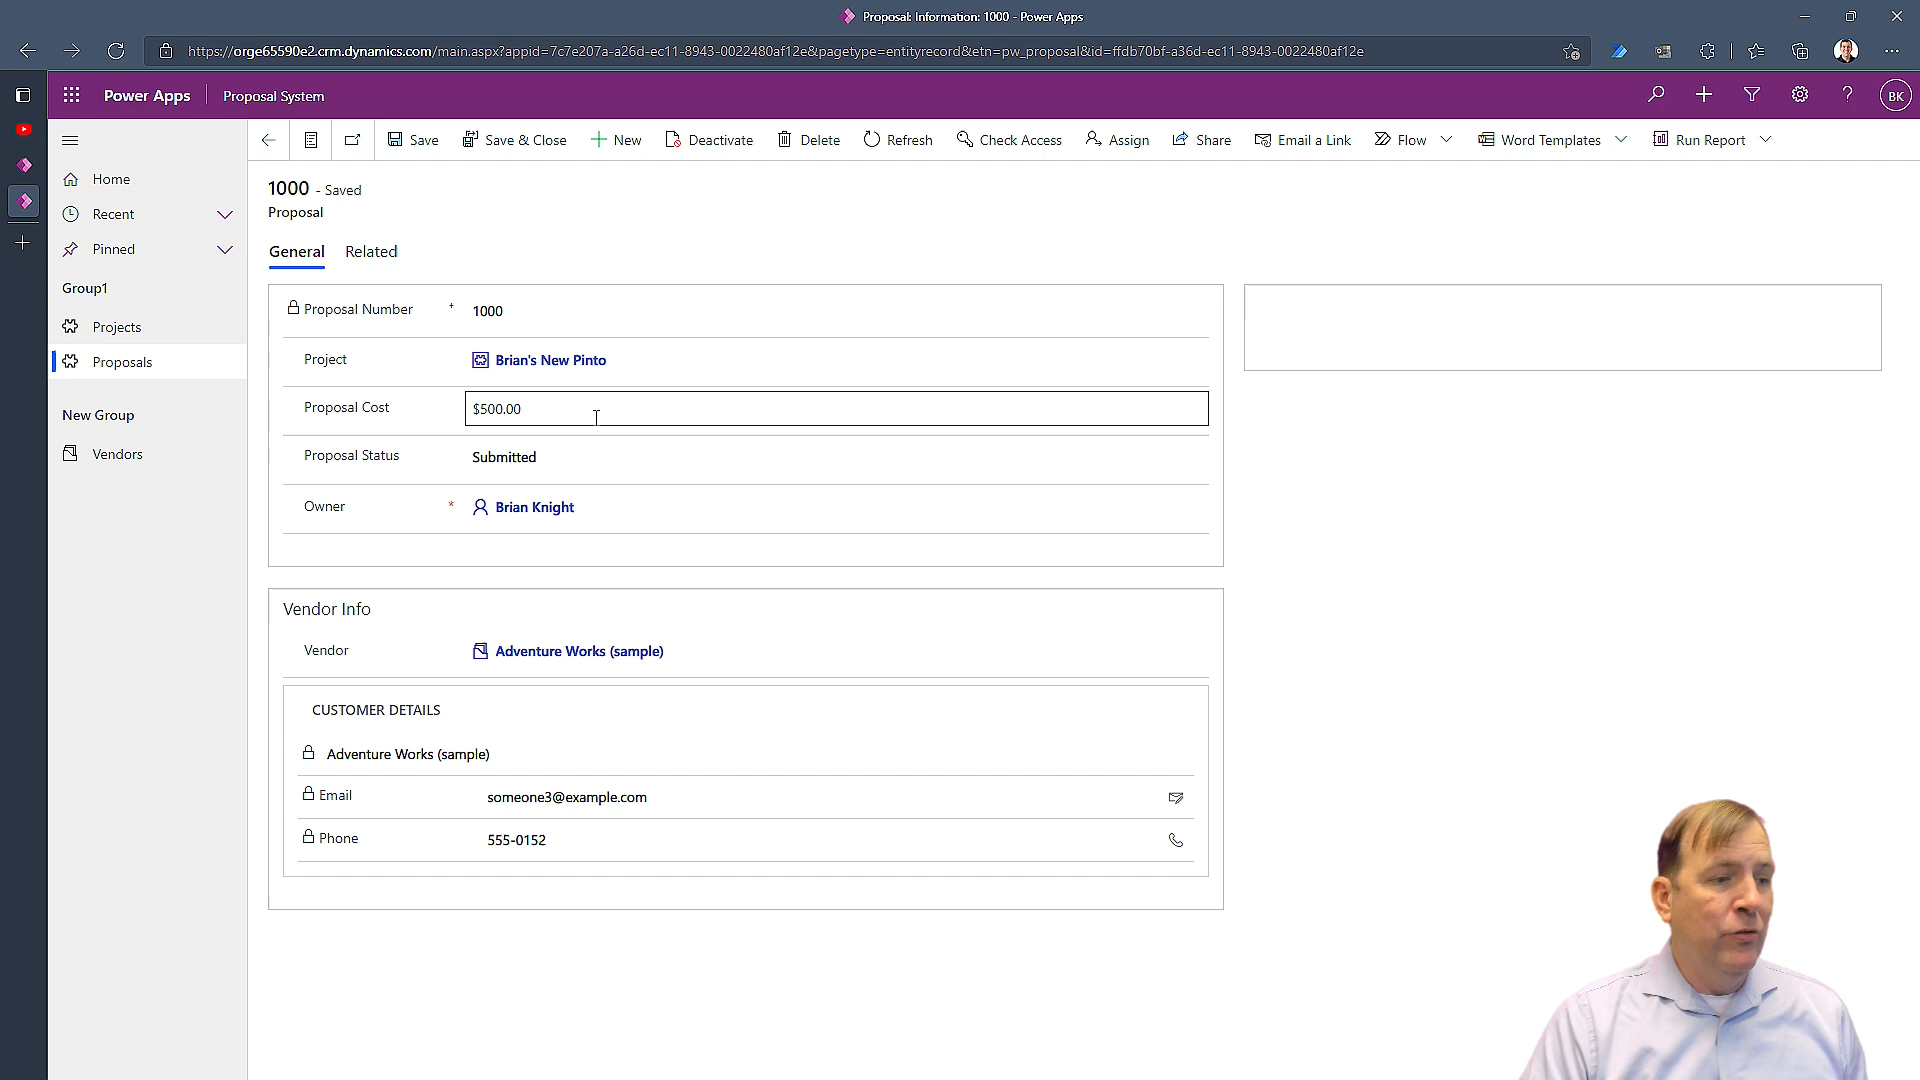 Proposal: Information: 1000 - Power Apps
https://orge65590e2.crm.dynamics.com/main.aspx?appid=7c7e207a-a26d-ec11-8943-0022480af12e&pagetype=entityrecord&etn=pw_proposal&id=ffdb70bf-a36d-ec11-8943-0022480af12e
Power Apps
Proposal System
BK
Save
Save & Close
New
Deactivate
Delete
Refresh
Check Access
Assign
Share
Email a Link
Flow
Word Templates
Run Report
Home
Recent
Pinned
Group1
Projects
Proposals
New Group
Vendors
1000 - Saved
Proposal
General
Related
Proposal Number + 1000
Project Brian's New Pinto
Proposal Cost $500.00
Proposal Status Submitted
Owner * Brian Knight
Vendor Info
Vendor Adventure Works (sample)
CUSTOMER DETAILS
Adventure Works (sample)
Email someone3@example.com
Phone 555-0152